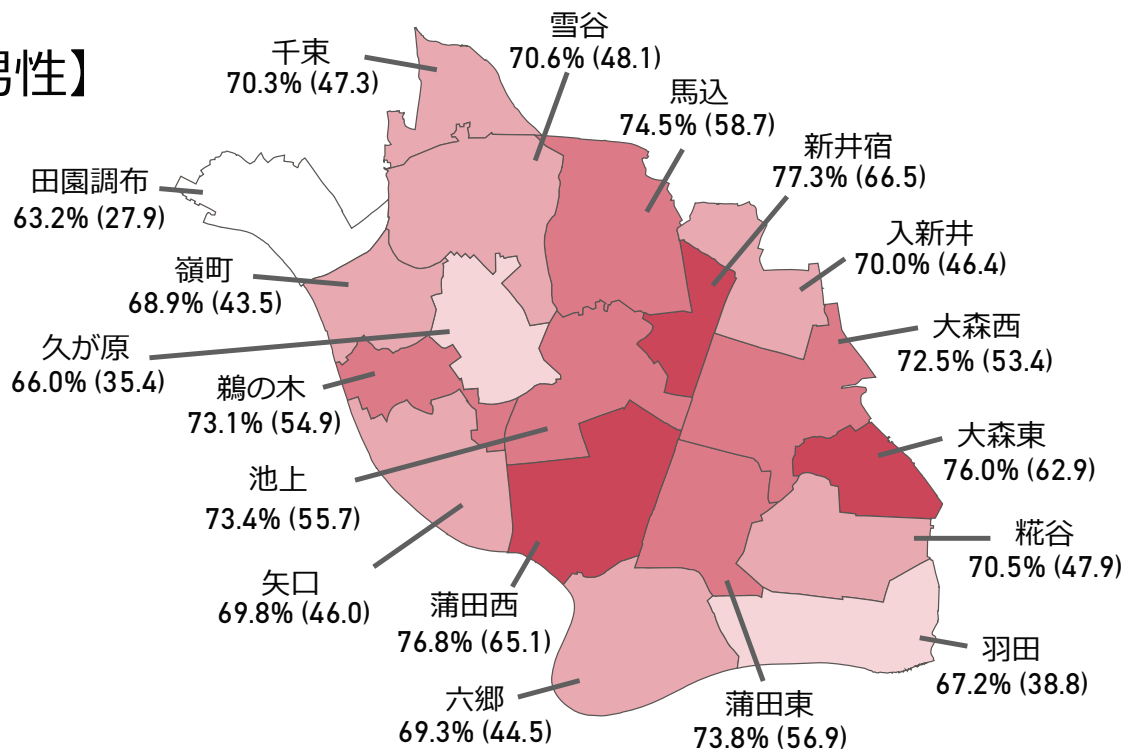 男性】
千束
70.3% (47.3)
雪谷
70.6% (48.1)
馬込
74.5% (58.7)
新井宿
77.3% (66.5)
田園調布
63.2% (27.9)
入新井
70.0% (46.4)
嶺町
68.9% (43.5)
大森西
72.5% (53.4)
久が原
66.0% (35.4)
鵜の木
73.1% (54.9)
大森東
76.0% (62.9)
池上
73.4% (55.7)
糀谷
70.5% (47.9)
矢口
69.8% (46.0)
蒲田西
76.8% (65.1)
羽田
67.2% (38.8)
六郷
69.3% (44.5)
蒲田東
73.8% (56.9)